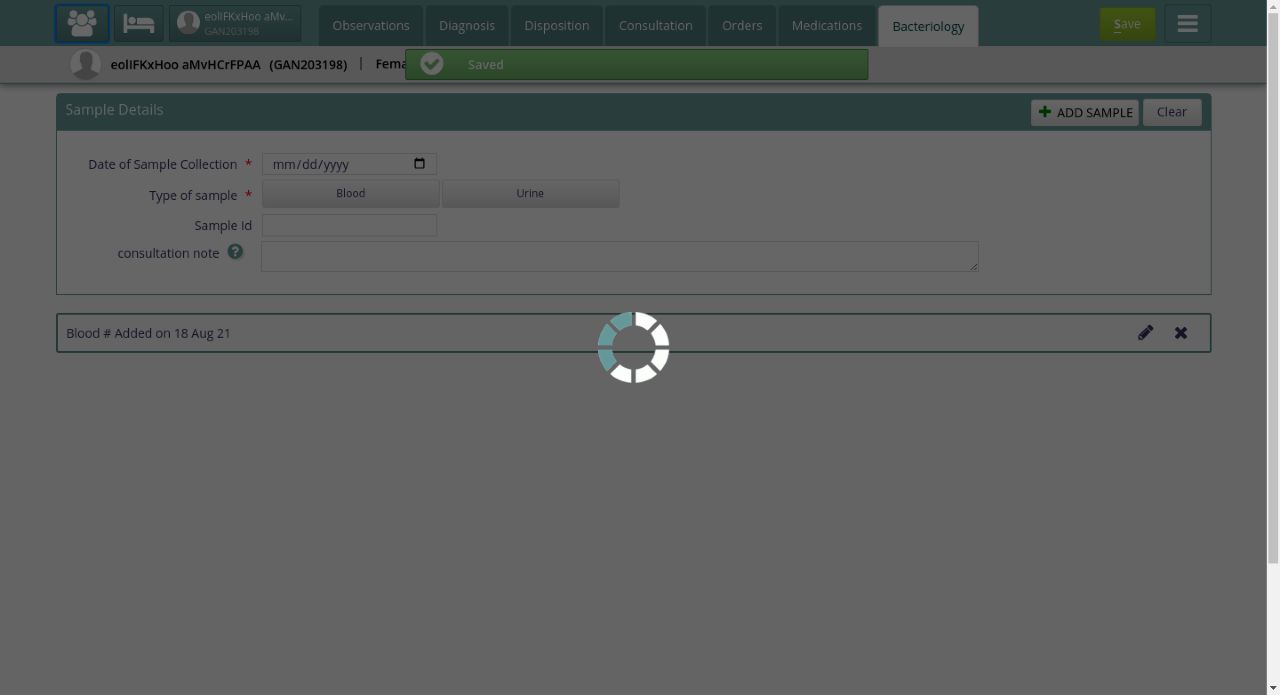 eolIFKxHoo aMv...
GAN203198
Observations
Diagnosis
Disposition
Consultation
Orders
Medications
Bacteriology
Save
eolIFKxHoo aMvHCrFPAA (GAN203198) | Fema
Saved
Sample Details
ADD SAMPLE
Clear
Date of Sample Collection *
mm/dd/yyyy
Type of sample *
Blood
Urine
Sample id
consultation note
Blood # Added on 18 Aug 21